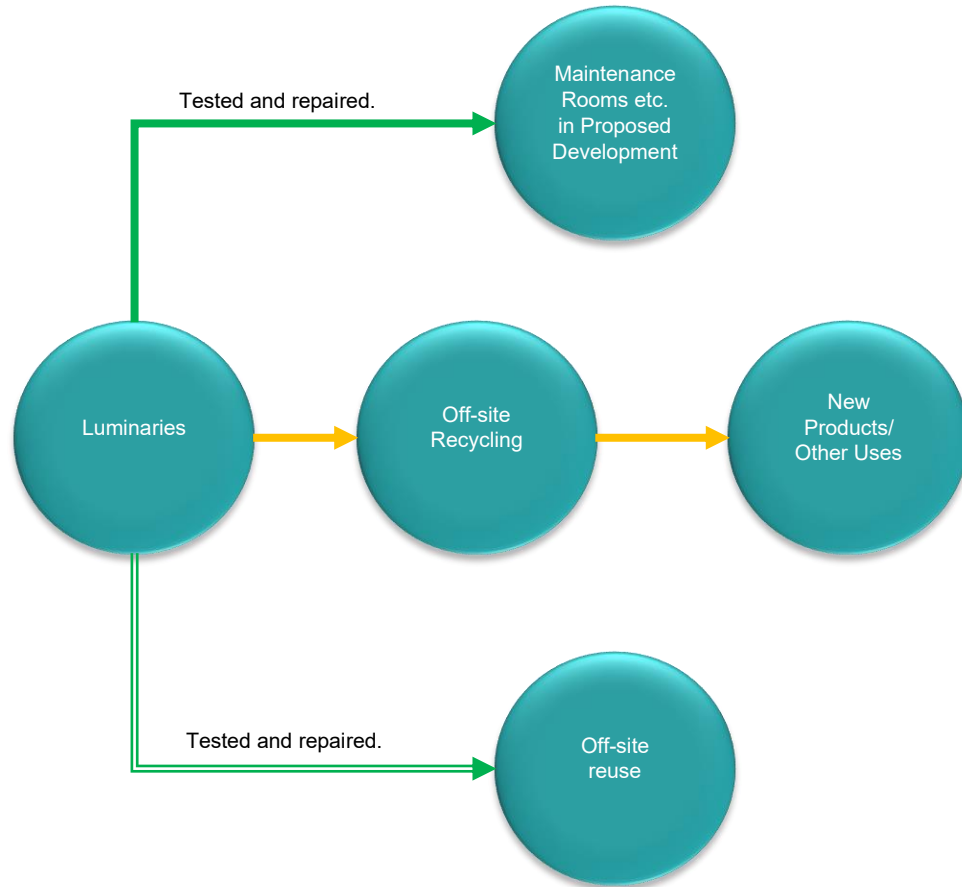 Tested and repaired.
Maintenance
Rooms etc.
in Proposed
Development
Luminaries
Off-site
Recycling
New
Products/
Other Uses
Tested and repaired.
Off-site
reuse